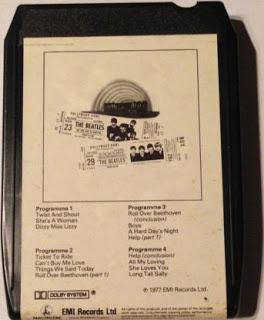 HOLLYWOOD BOWL
23
THE BEATLES
HOLLYWOOD BOWL
29
THE BEATLES
Programme 1
Twist And Shout
She's A Woman
Dizzy Miss Lizzy
Programme 2
Ticket To Ride
Can't Buy Me Love
Things We Said Today
Roll Over Beethoven (part 1)
Programme 3
Roll Over Beethoven
(conclusion)
Boys
A Hard Day's Night
Help (part 1)
Programme 4
Help (conclusion)
All My Loving
She Loves You
Long Tall Sally
DOLBY SYSTEM
℗ 1977 EMI Records Ltd.
EMI Records Ltd.